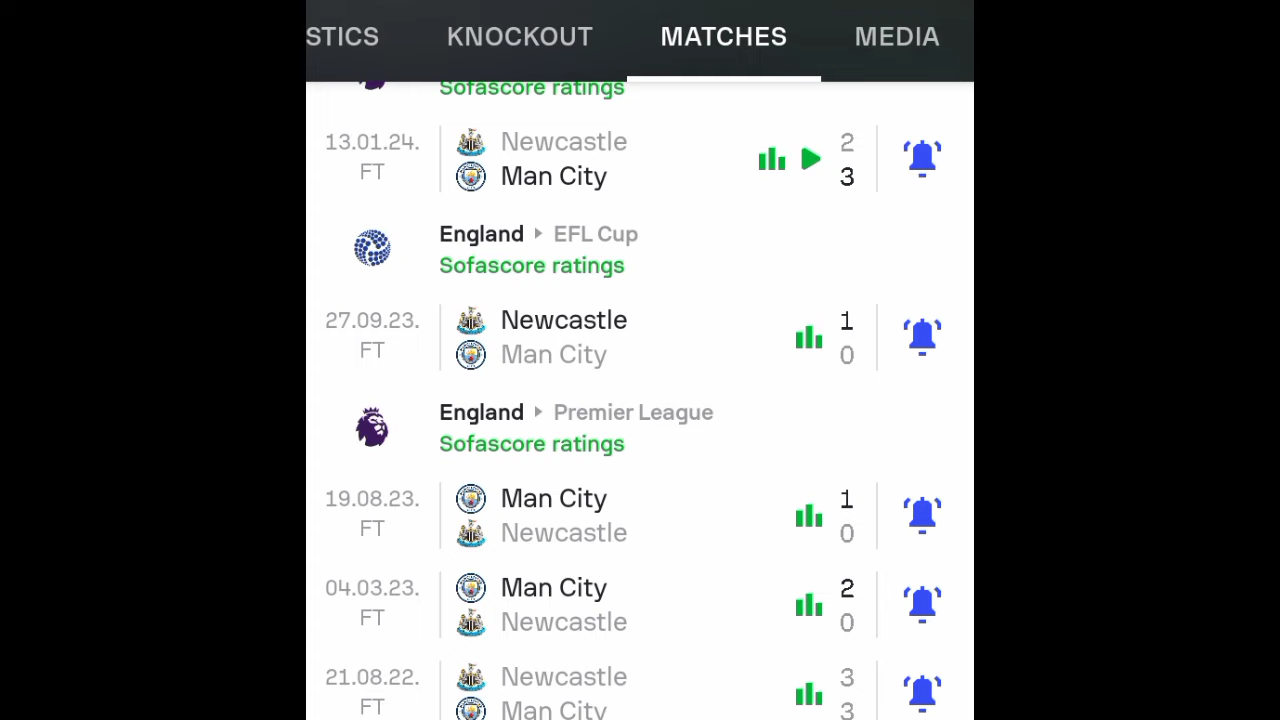 STICS KNOCKOUT MATCHES MEDIA
Sofascore ratings
13.01.24. Newcastle 2
FT Man City 3
England EFL Cup
Sofascore ratings
27.09.23. Newcastle 1
FT Man City 0
England Premier League
Sofascore ratings
19.08.23. Man City 1
FT Newcastle 0
04.03.23. Man City 2
FT Newcastle 0
21.08.22. Newcastle 3
FT Man City 3